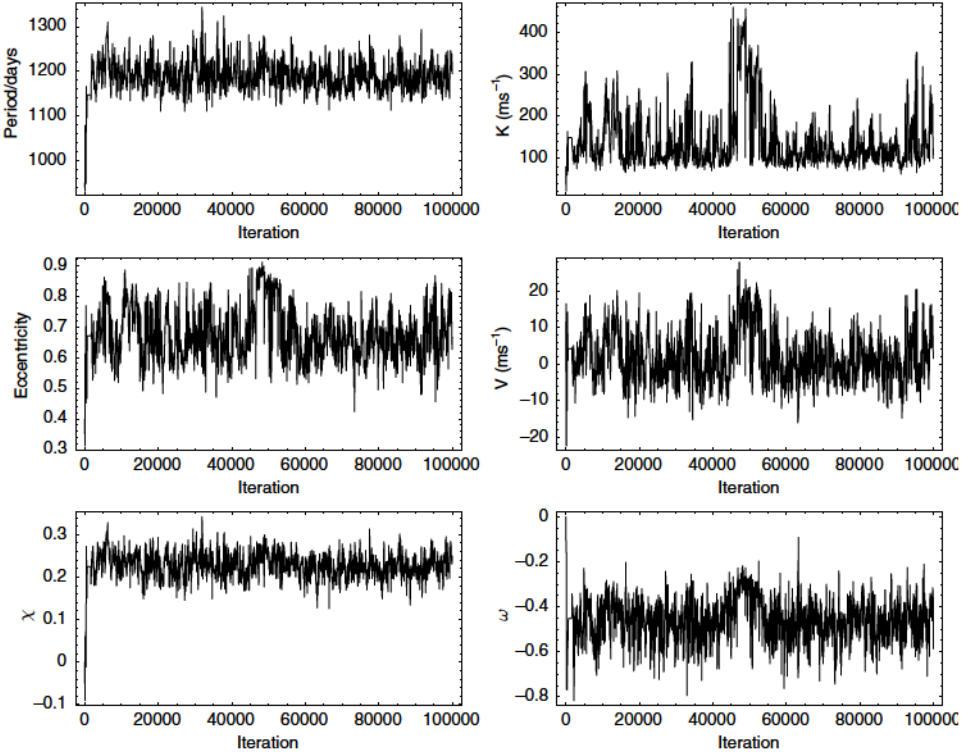 Period/days
1300
1200
1100
1000
0 20000 40000 60000 80000 100000
Iteration
K (ms−1)
400
300
200
100
0 20000 40000 60000 80000 100000
Iteration
Eccentricity
0.9
0.8
0.7
0.6
0.5
0.4
0.3
0 20000 40000 60000 80000 100000
Iteration
V (ms−1)
20
10
0
−10
−20
0 20000 40000 60000 80000 100000
Iteration
χ
0.3
0.2
0.1
0
−0.1
0 20000 40000 60000 80000 100000
Iteration
ω
0
−0.2
−0.4
−0.6
−0.8
0 20000 40000 60000 80000 100000
Iteration